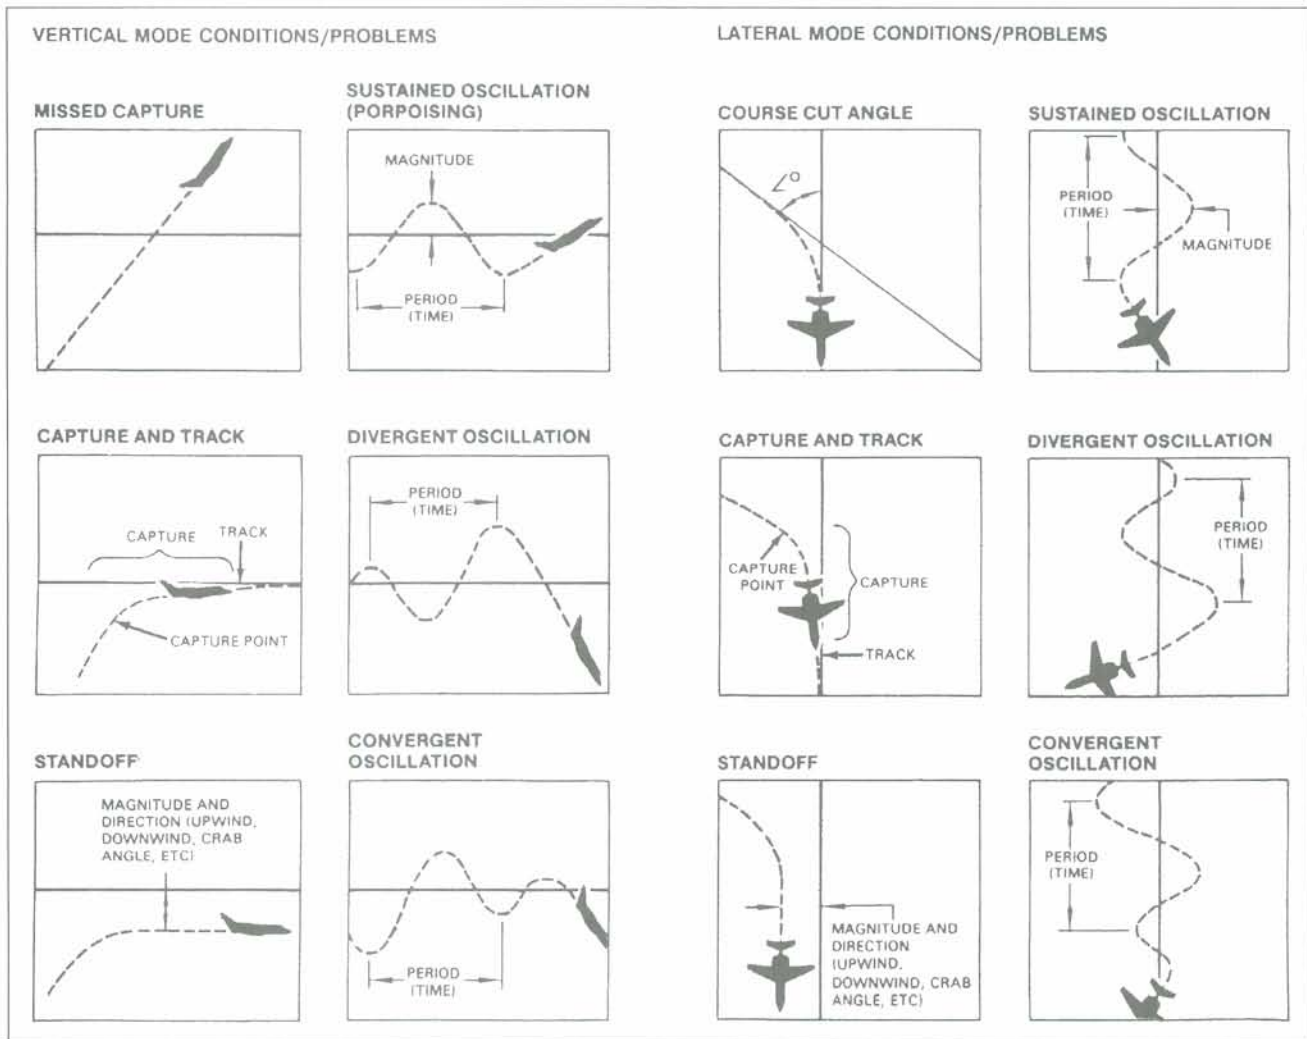 VERTICAL MODE CONDITIONS/PROBLEMS
MISSED CAPTURE
SUSTAINED OSCILLATION
(PORPOISING)
MAGNITUDE
PERIOD
(TIME)
CAPTURE AND TRACK
CAPTURE
TRACK
CAPTURE POINT
DIVERGENT OSCILLATION
PERIOD
(TIME)
STANDOFF
MAGNITUDE AND
DIRECTION (UPWIND,
DOWNWIND, CRAB
ANGLE, ETC)
CONVERGENT
OSCILLATION
PERIOD
(TIME)
LATERAL MODE CONDITIONS/PROBLEMS
COURSE CUT ANGLE
∠°
SUSTAINED OSCILLATION
PERIOD
(TIME)
MAGNITUDE
CAPTURE AND TRACK
CAPTURE
POINT
CAPTURE
TRACK
DIVERGENT OSCILLATION
PERIOD
(TIME)
STANDOFF
MAGNITUDE AND
DIRECTION
(UPWIND,
DOWNWIND, CRAB
ANGLE, ETC)
CONVERGENT
OSCILLATION
PERIOD
(TIME)